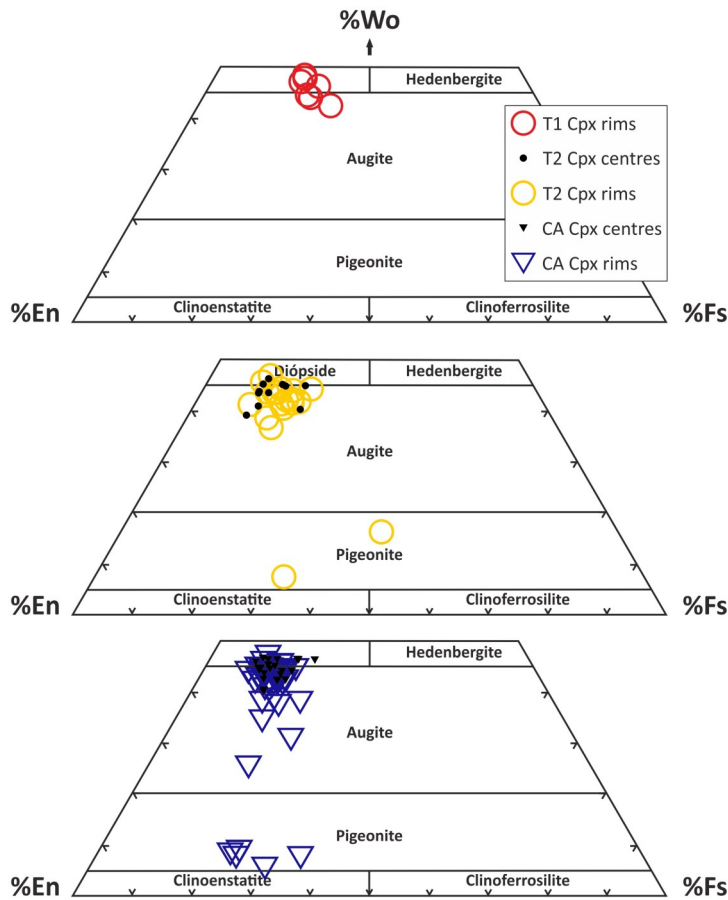 %Wo
Hedenbergite
T1 Cpx rims
T2 Cpx centres
Augite
T2 Cpx rims
CA Cpx centres
Pigeonite
CA Cpx rims
Clinoenstatite
Clinoferrosilite
%En
%Fs
Diópside
Hedenbergite
Augite
Pigeonite
Clinoenstatite
Clinoferrosilite
%En
%Fs
Hedenbergite
Augite
Pigeonite
Clinoenstatite
Clinoferrosilite
%En
%Fs